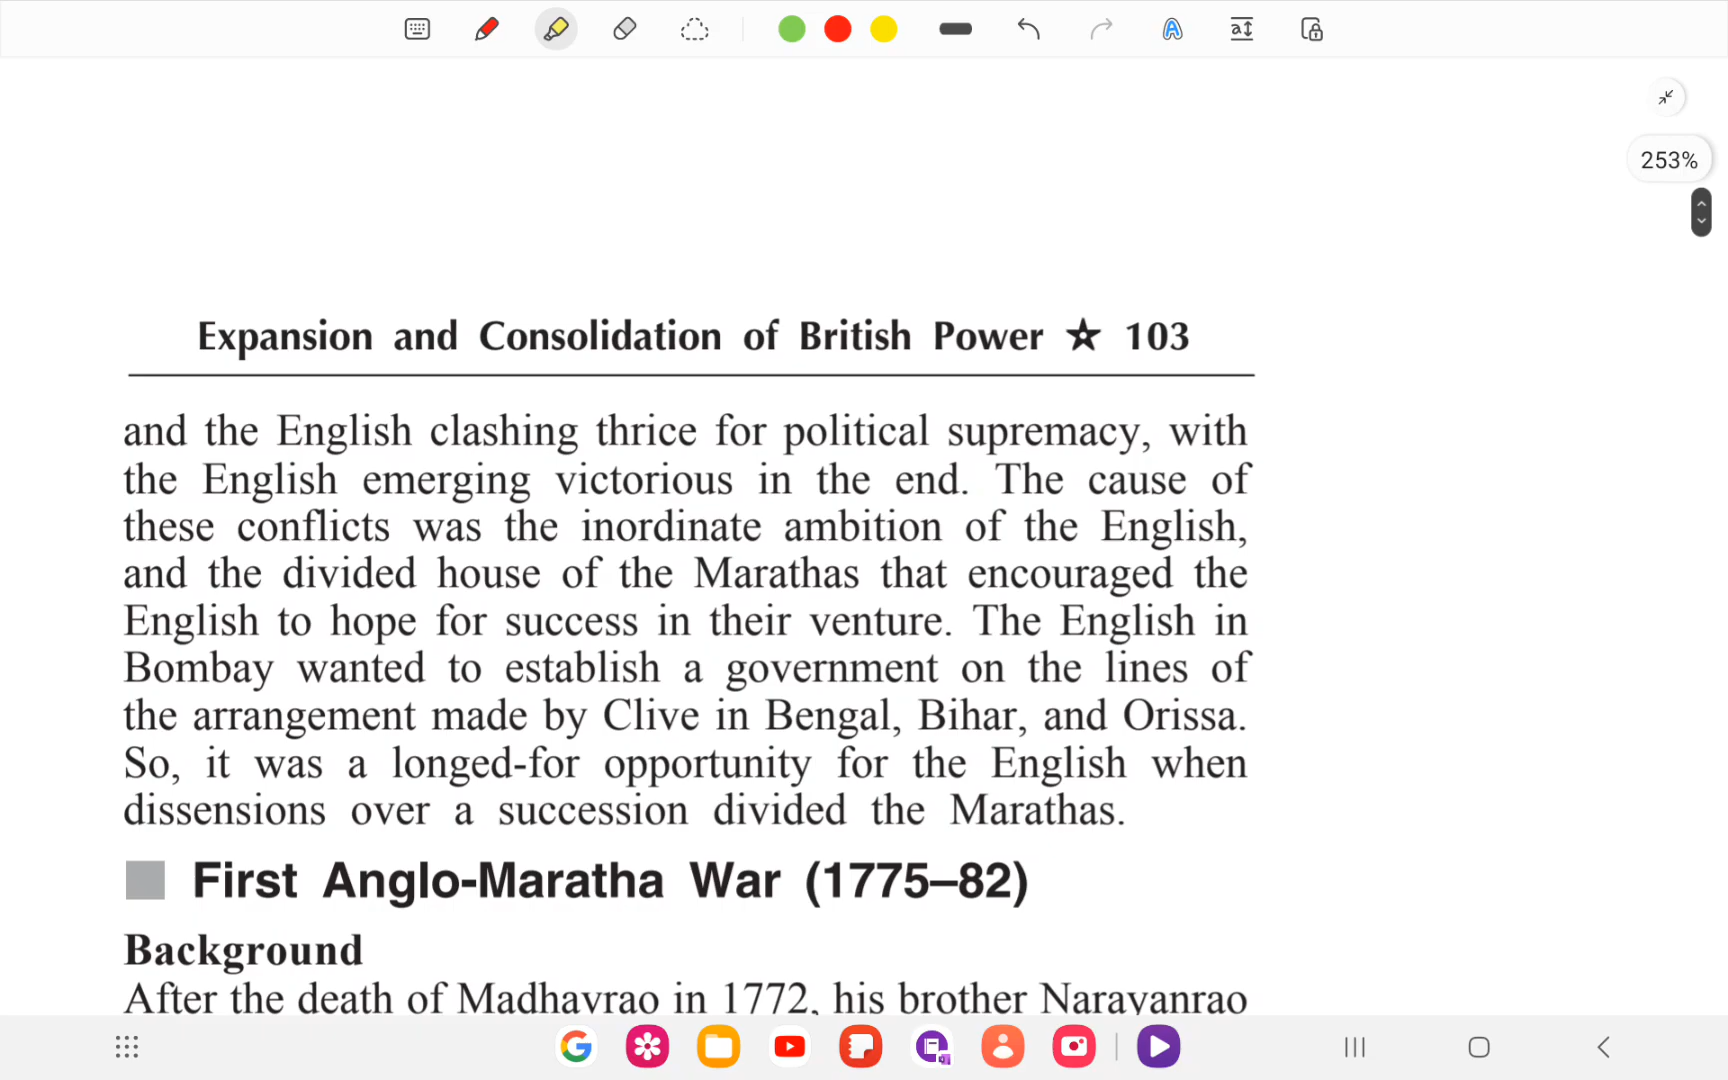 253%
Expansion and Consolidation of British Power ★ 103
and the English clashing thrice for political supremacy, with
the English emerging victorious in the end. The cause of
these conflicts was the inordinate ambition of the English,
and the divided house of the Marathas that encouraged the
English to hope for success in their venture. The English in
Bombay wanted to establish a government on the lines of
the arrangement made by Clive in Bengal, Bihar, and Orissa.
So, it was a longed-for opportunity for the English when
dissensions over a succession divided the Marathas.
First Anglo-Maratha War (1775–82)
Background
After the death of Madhavrao in 1772, his brother Narayanrao